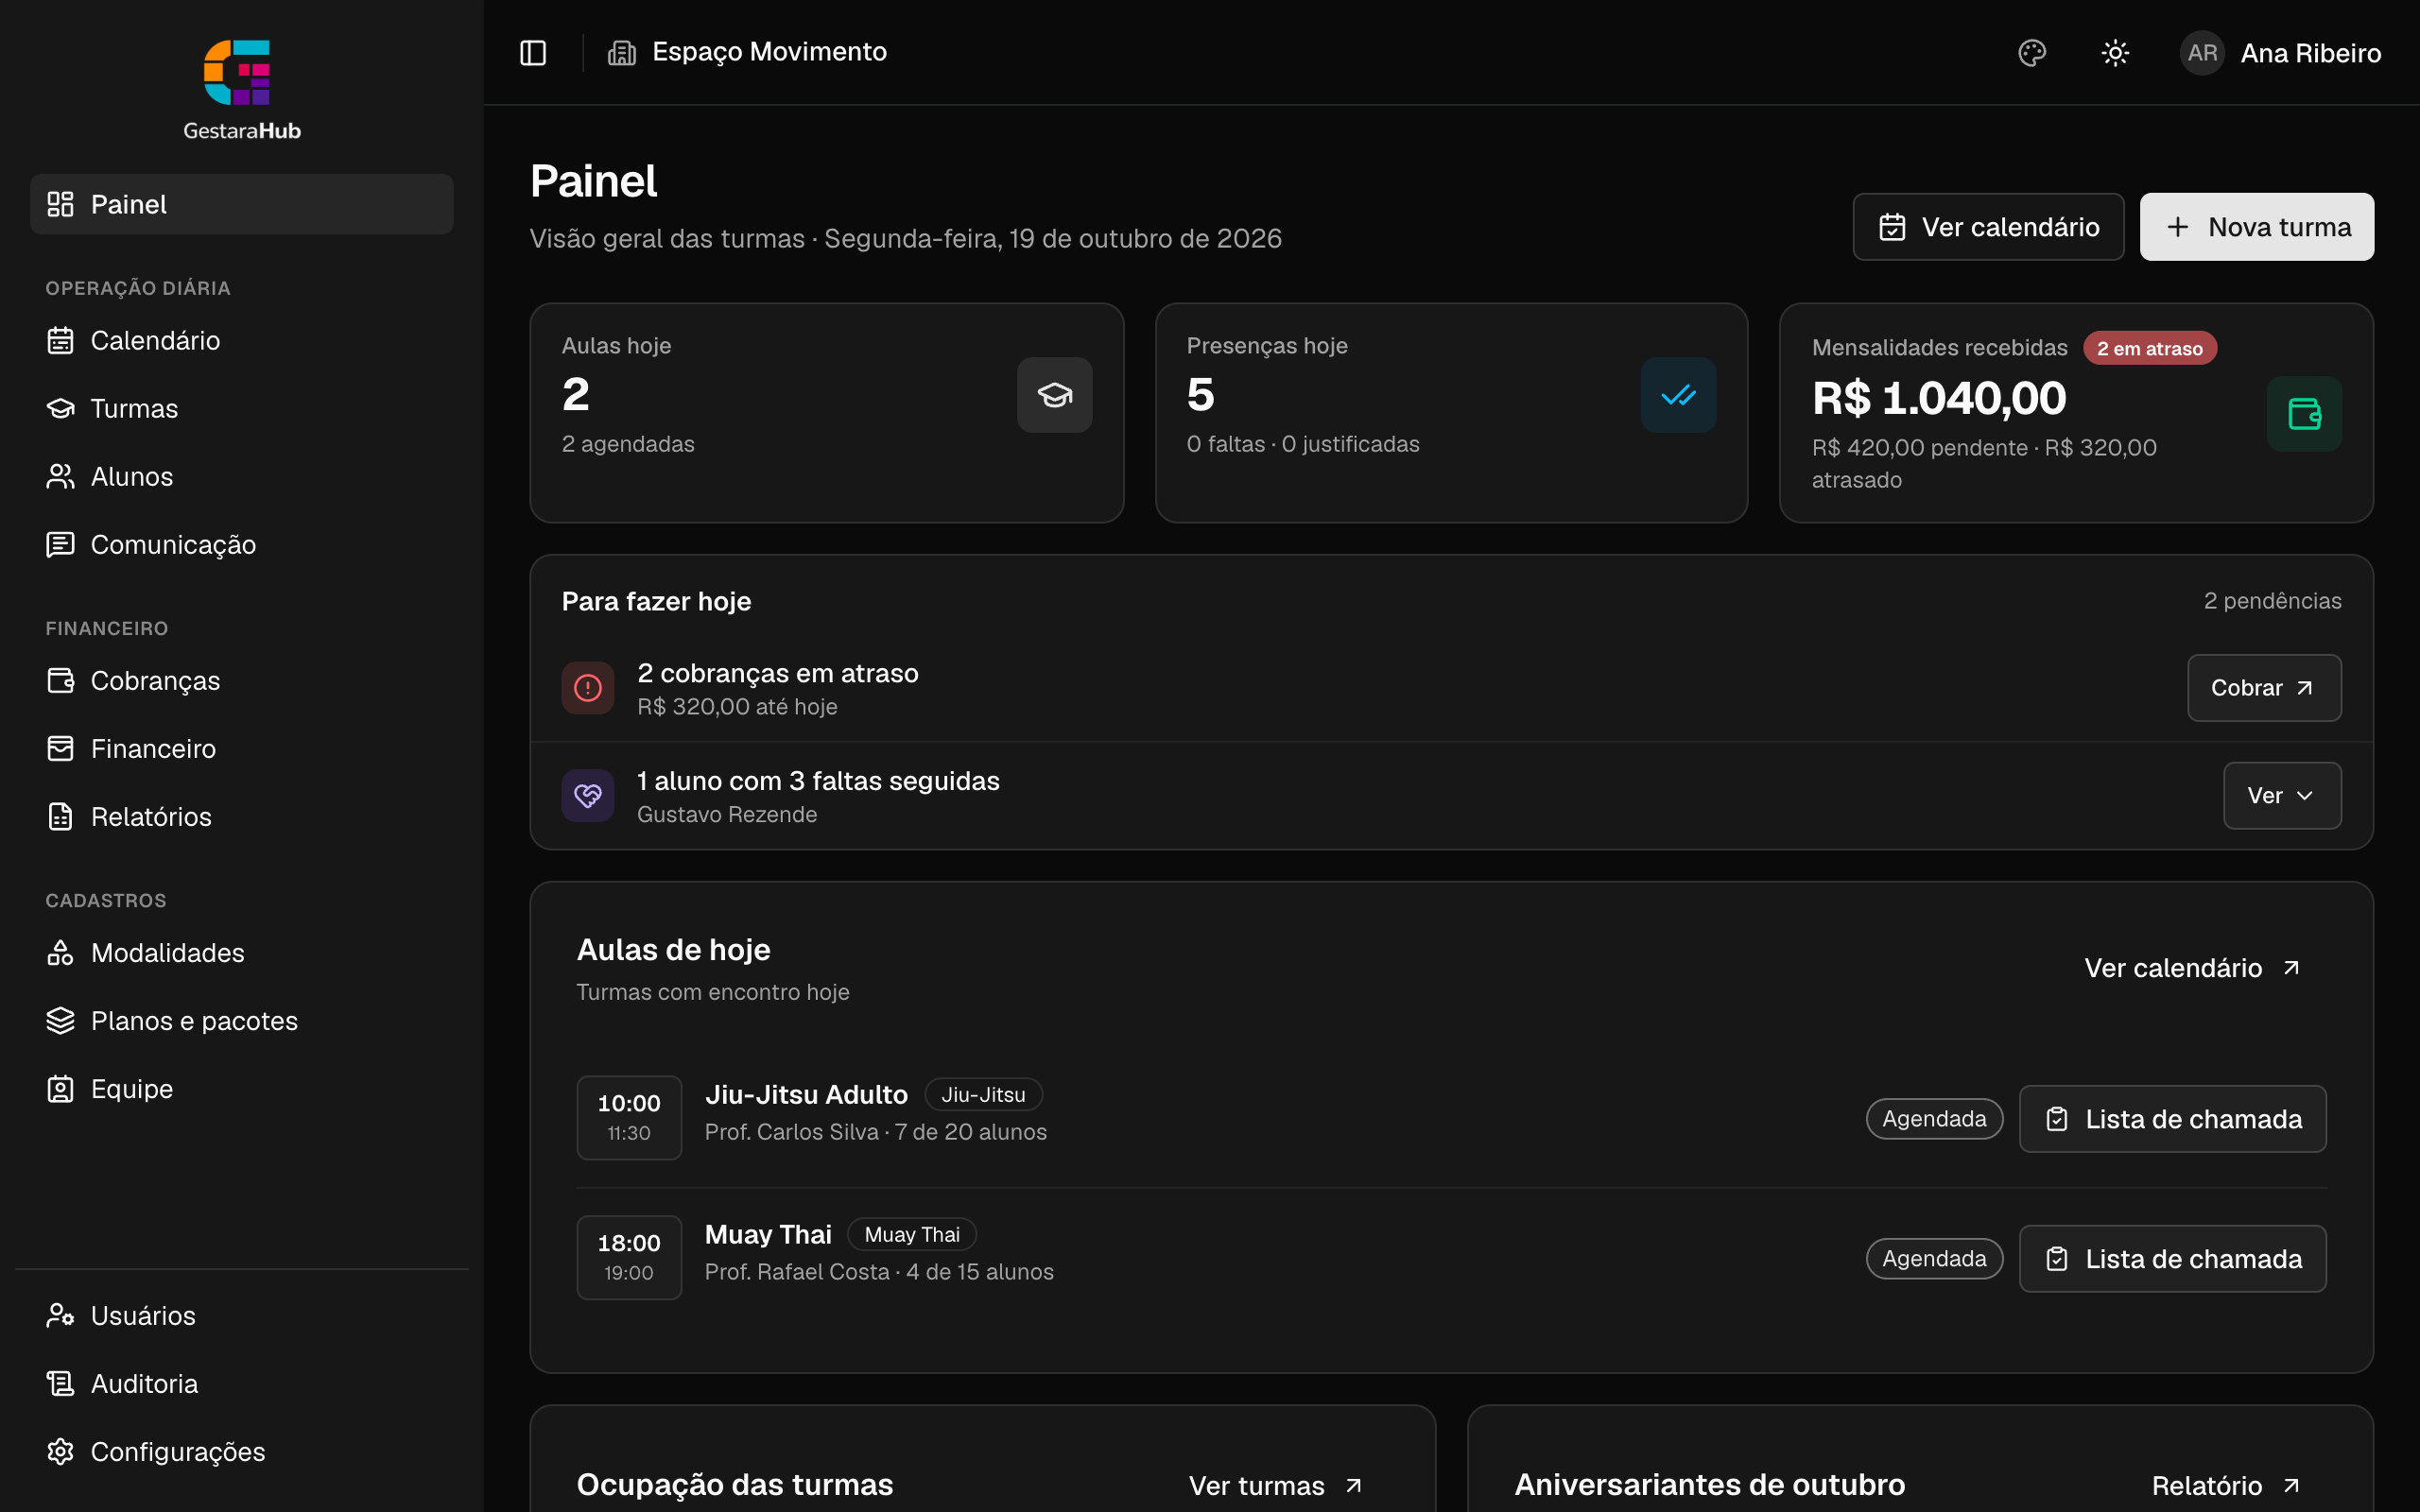 GestaraHub
Painel
OPERAÇÃO DIÁRIA
Calendário
Turmas
Alunos
Comunicação
FINANCEIRO
Cobranças
Financeiro
Relatórios
CADASTROS
Modalidades
Planos e pacotes
Equipe
Usuários
Auditoria
Configurações
Espaço Movimento
AR Ana Ribeiro
Painel
Visão geral das turmas · Segunda-feira, 19 de outubro de 2026
Ver calendário
Nova turma
Aulas hoje
2
2 agendadas
Presenças hoje
5
0 faltas · 0 justificadas
Mensalidades recebidas 2 em atraso
R$ 1.040,00
R$ 420,00 pendente · R$ 320,00
atrasado
Para fazer hoje
2 pendências
2 cobranças em atraso
R$ 320,00 até hoje
Cobrar
1 aluno com 3 faltas seguidas
Gustavo Rezende
Ver
Aulas de hoje
Turmas com encontro hoje
Ver calendário
10:00
11:30
Jiu-Jitsu Adulto Jiu-Jitsu
Prof. Carlos Silva · 7 de 20 alunos
Agendada
Lista de chamada
18:00
19:00
Muay Thai Muay Thai
Prof. Rafael Costa · 4 de 15 alunos
Agendada
Lista de chamada
Ocupação das turmas
Ver turmas
Aniversariantes de outubro
Relatório